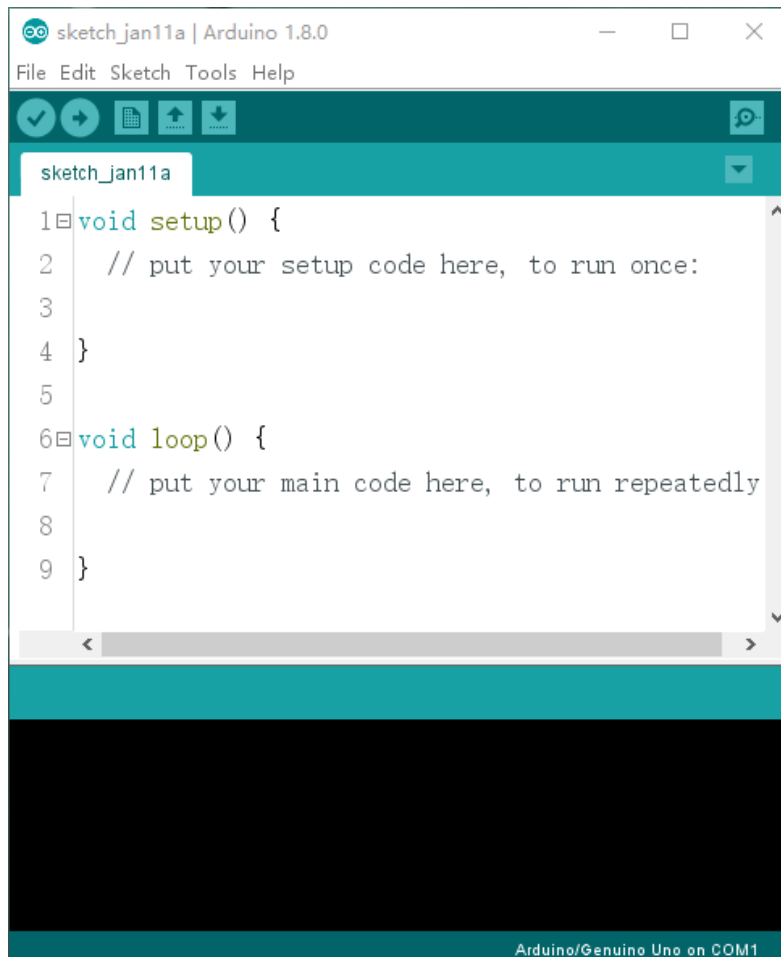 sketch_jan11a | Arduino 1.8.0
File Edit Sketch Tools Help
sketch_jan11a
1 void setup() {
2 // put your setup code here, to run once:
3
4 }
5
6 void loop() {
7 // put your main code here, to run repeatedly
8
9 }
Arduino/Genuino Uno on COM1